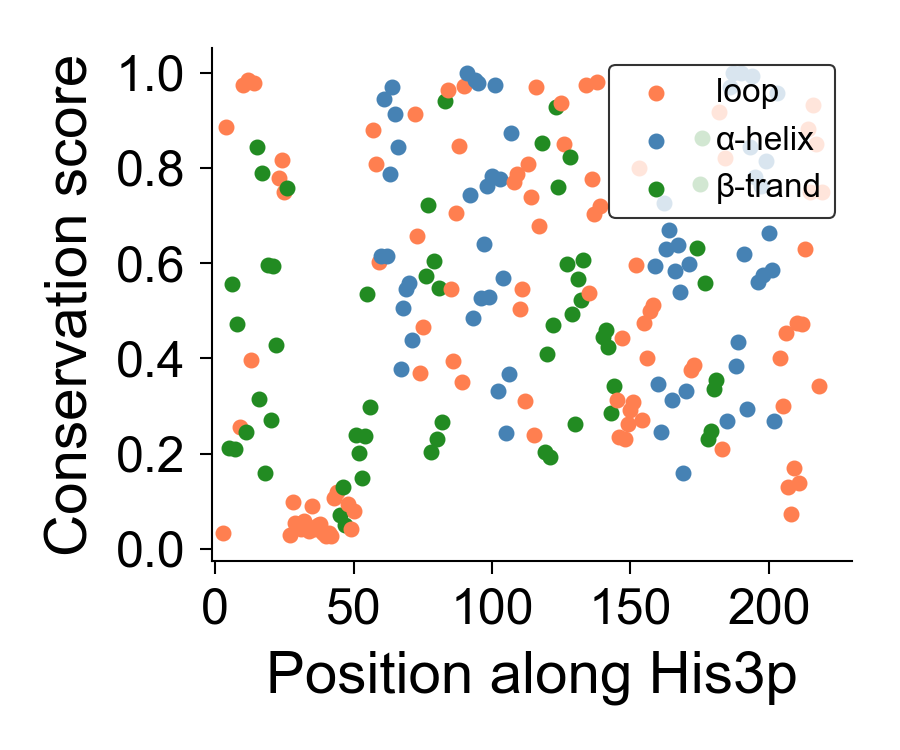 Conservation score
1.0
0.8
0.6
0.4
0.2
0.0
loop
α-helix
β-trand
0 50 100 150 200
Position along His3p